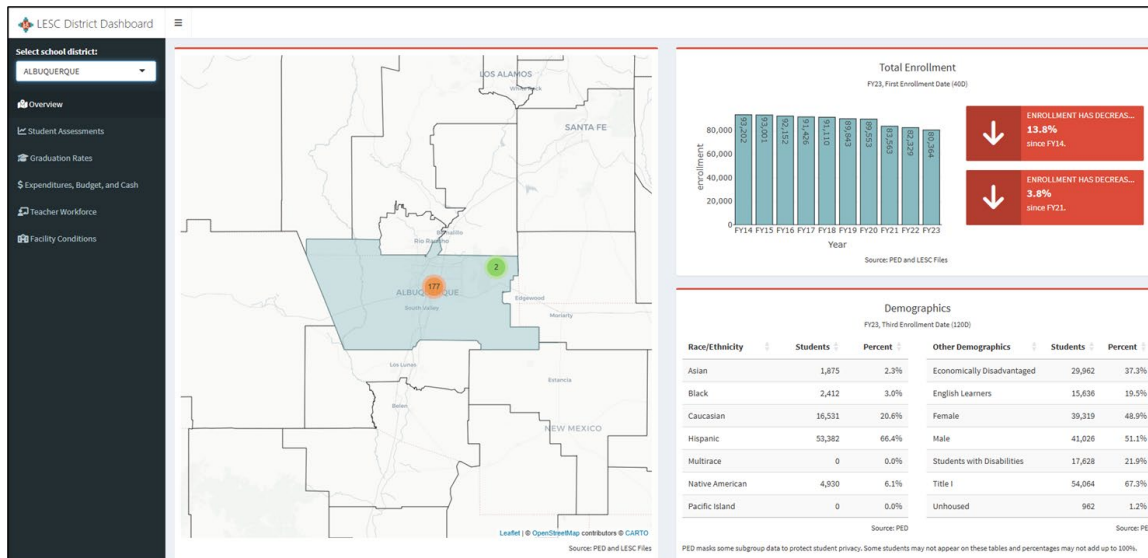 LESC District Dashboard
Select school district:
ALBUQUERQUE
Overview
Student Assessments
Graduation Rates
$ Expenditures, Budget, and Cash
Teacher Workforce
Facility Conditions
LOS ALAMOS
White Rock
SANTA FE
Bernalillo
Rio Rancho
2
177
ALBUQUERQUE
South Valley
Edgewood
Moriarty
Los Lunas
Estancia
Belen
NEW MEXICO
Leaflet | © OpenStreetMap contributors © CARTO
Source: PED and LESC Files
Total Enrollment
FY23, First Enrollment Date (40D)
enrollment
80,000
60,000
40,000
20,000
0
93,202
93,001
92,152
91,426
91,110
89,843
89,553
83,563
82,329
80,364
FY14 FY15 FY16 FY17 FY18 FY19 FY20 FY21 FY22 FY23
Year
Source: PED and LESC Files
ENROLLMENT HAS DECREAS...
13.8%
since FY14.
ENROLLMENT HAS DECREAS...
3.8%
since FY21.
Demographics
FY23, Third Enrollment Date (120D)
Race/Ethnicity Students Percent Other Demographics Students Percent
Asian 1,875 2.3% Economically Disadvantaged 29,962 37.3%
Black 2,412 3.0% English Learners 15,636 19.5%
Caucasian 16,531 20.6% Female 39,319 48.9%
Hispanic 53,382 66.4% Male 41,026 51.1%
Multirace 0 0.0% Students with Disabilities 17,628 21.9%
Native American 4,930 6.1% Title I 54,064 67.3%
Pacific Island 0 0.0% Unhoused 962 1.2%
Source: PED Source: PE
PED masks some subgroup data to protect student privacy. Some students may not appear on these tables and percentages may not add up to 100%.